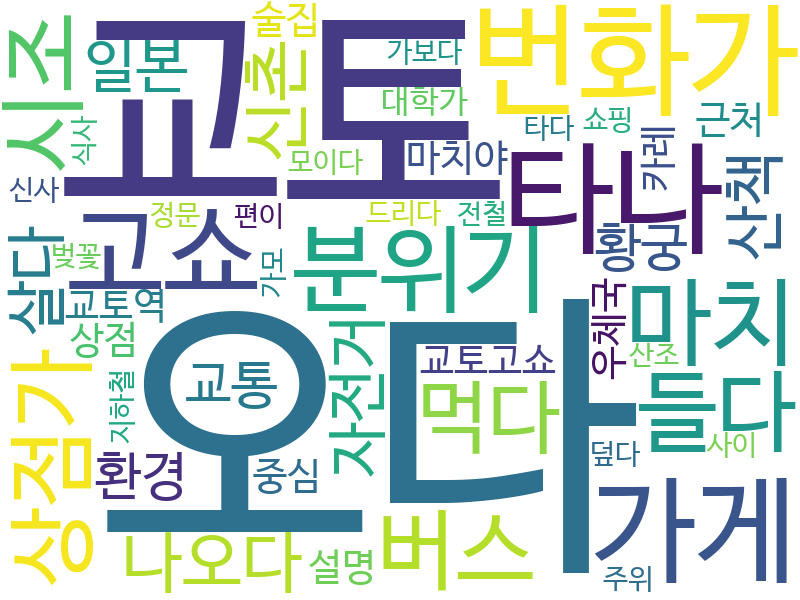 술집
가보다
번화가
시조
일본
교토
신촌
대학가
타다
쇼핑
근처
식사
모이다
마치야
카레
타나
산책
신사
정문
편이
드리다
전철
고쇼
황궁
살다
벚꽃
가모
분위기
교토역
마치
상점
우체국
자전거
교토고쇼
산조
오다
교통
지하철
먹다
들다
상점가
사이
환경
중심
덮다
가게
나오다
설명
버스
주위